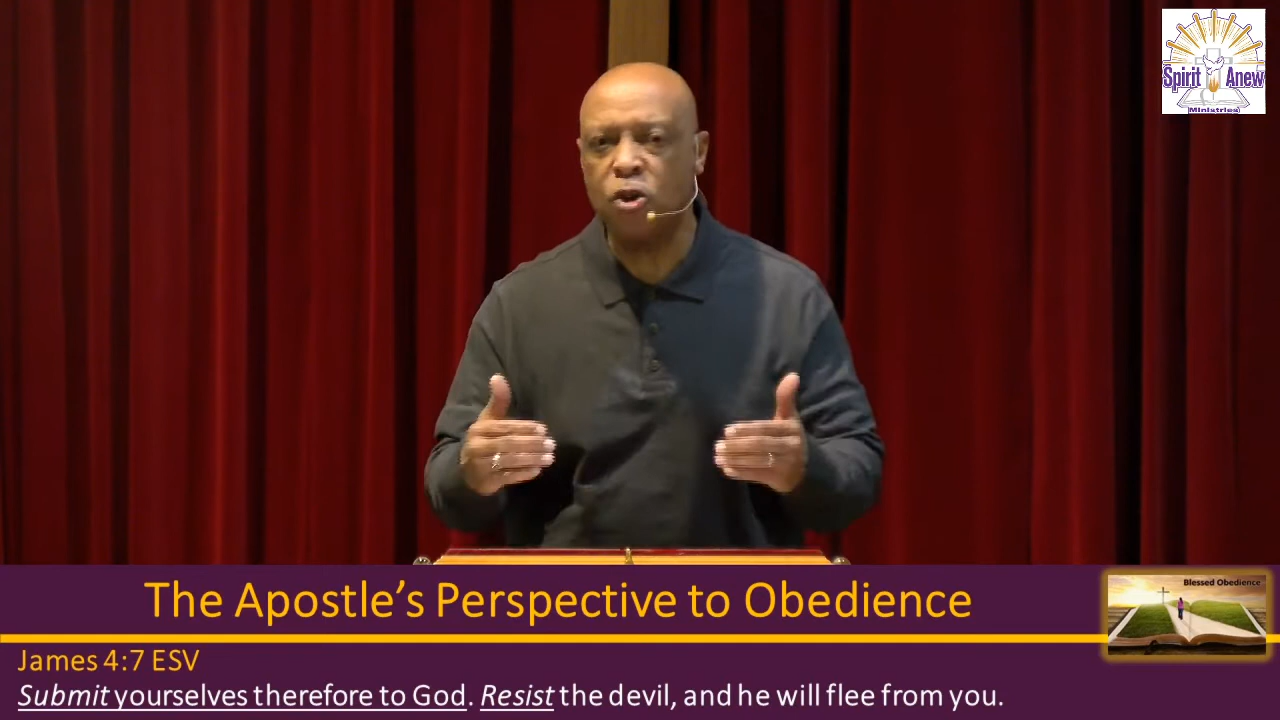 Spirit Anew
Ministries
The Apostle’s Perspective to Obedience
Blessed Obedience
James 4:7 ESV
Submit yourselves therefore to God. Resist the devil, and he will flee from you.